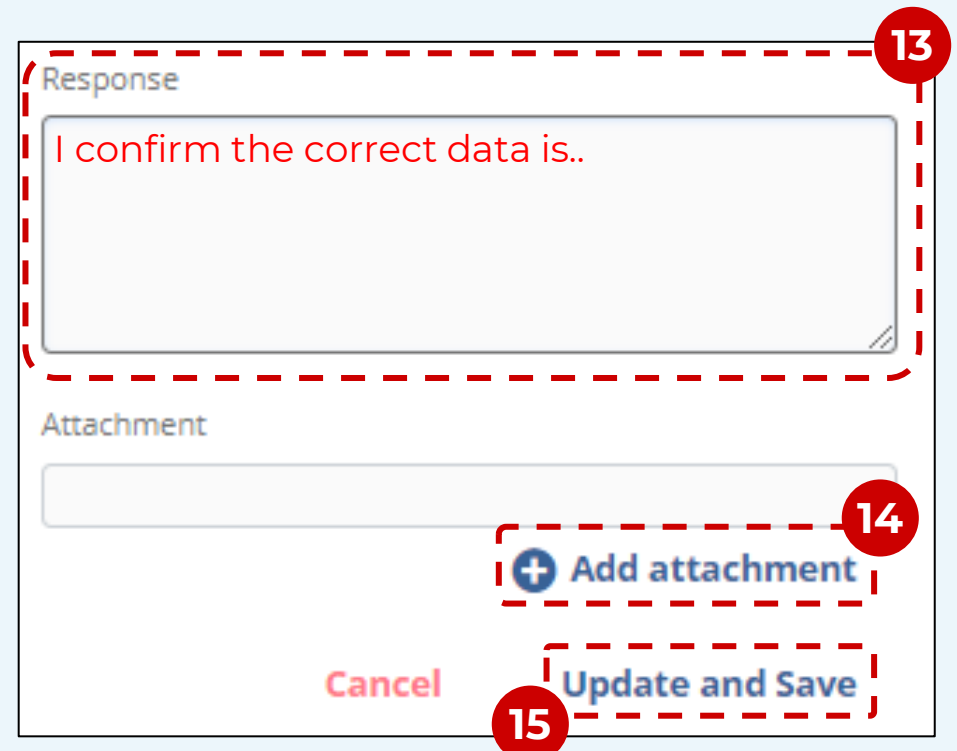 13
Response
I confirm the correct data is..
Attachment
14
Add attachment
Cancel Update and Save
15